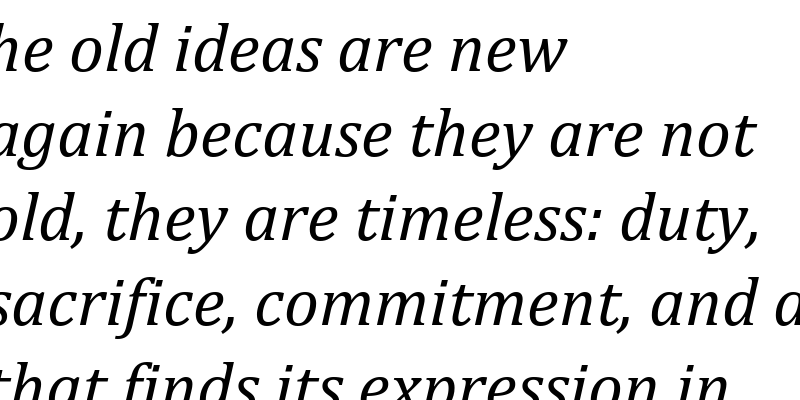 he old ideas are new
again because they are not
old, they are timeless: duty,
sacrifice, commitment, and
that finds its expression in